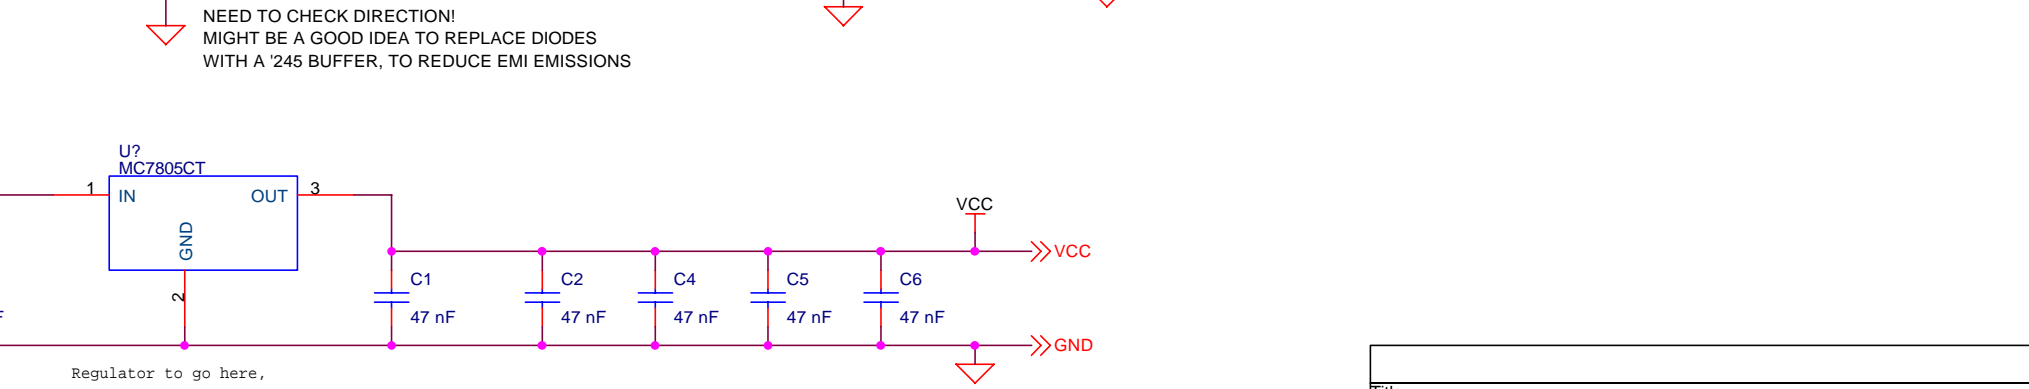 NEED TO CHECK DIRECTION!
MIGHT BE A GOOD IDEA TO REPLACE DIODES
WITH A '245 BUFFER, TO REDUCE EMI EMISSIONS
U?
MC7805CT
1
IN
OUT
3
GND
2
VCC
VCC
C1
C2
C4
C5
C6
47 nF
47 nF
47 nF
47 nF
47 nF
GND
Regulator to go here,